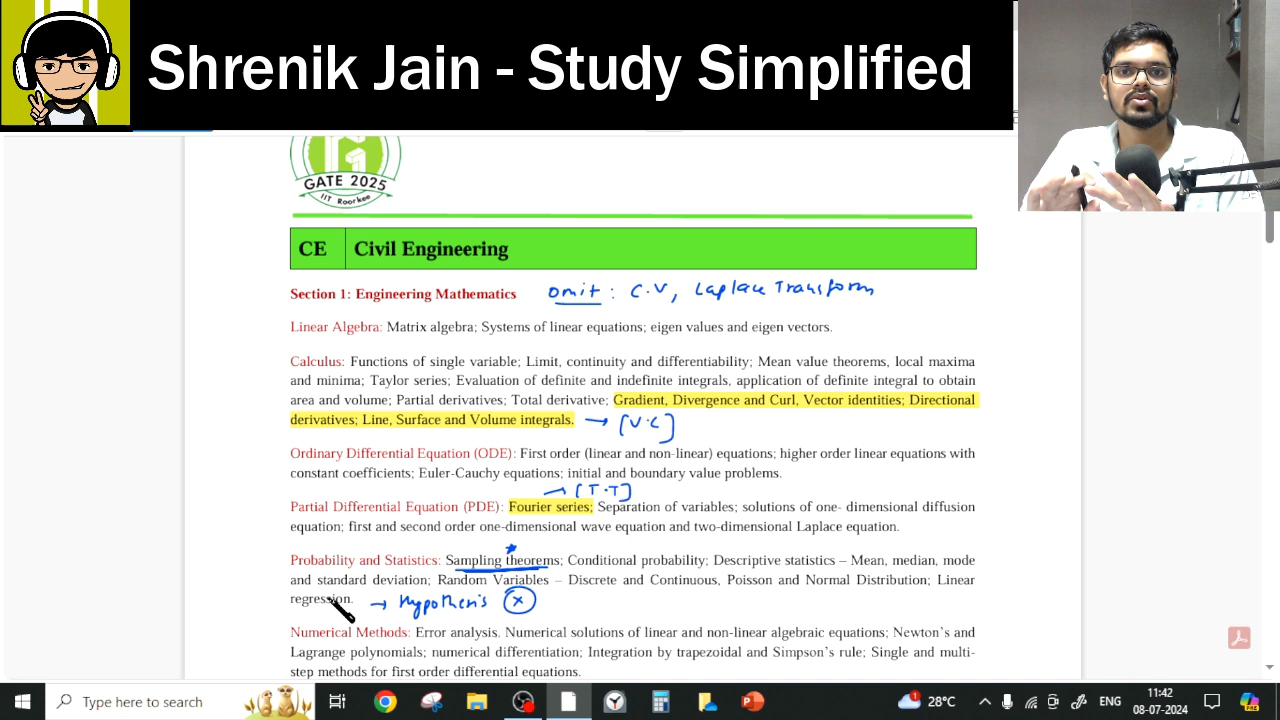 Shrenik Jain - Study Simplified
GATE 2025
IIT Roorkee
CE Civil Engineering
Section 1: Engineering Mathematics omit : C.V, Laplace Transform
Linear Algebra: Matrix algebra; Systems of linear equations; eigen values and eigen vectors.
Calculus: Functions of single variable; Limit, continuity and differentiability; Mean value theorems, local maxima
and minima; Taylor series; Evaluation of definite and indefinite integrals, application of definite integral to obtain
area and volume; Partial derivatives; Total derivative; Gradient, Divergence and Curl, Vector identities; Directional
derivatives; Line, Surface and Volume integrals. → [V.C]
Ordinary Differential Equation (ODE): First order (linear and non-linear) equations; higher order linear equations with
constant coefficients; Euler-Cauchy equations; initial and boundary value problems.
→ [T.T]
Partial Differential Equation (PDE): Fourier series; Separation of variables; solutions of one- dimensional diffusion
equation; first and second order one-dimensional wave equation and two-dimensional Laplace equation.
Probability and Statistics: Sampling theorems; Conditional probability; Descriptive statistics – Mean, median, mode
and standard deviation; Random Variables – Discrete and Continuous, Poisson and Normal Distribution; Linear
regression. → Hypothesis (x)
Numerical Methods: Error analysis. Numerical solutions of linear and non-linear algebraic equations; Newton's and
Lagrange polynomials; numerical differentiation; Integration by trapezoidal and Simpson's rule; Single and multi-
step methods for first order differential equations.
Type here to search
1
28°C
ENG
11:42
08-07-2024